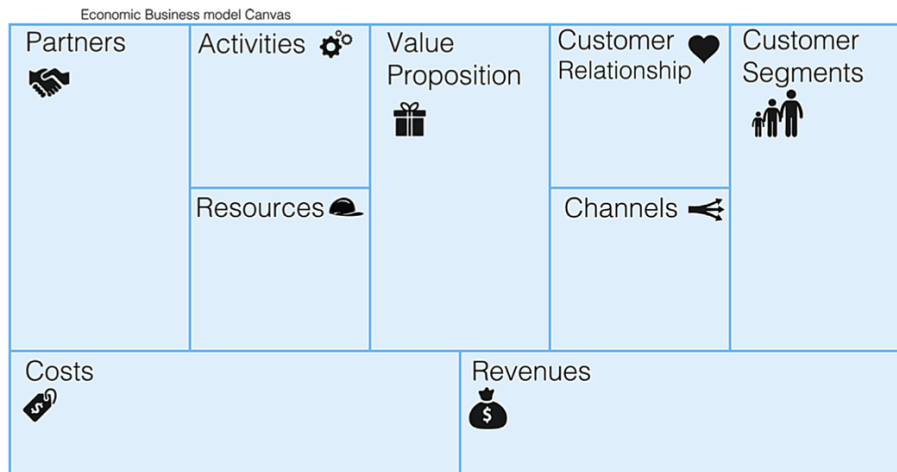 Economic Business model Canvas
Partners
Activities
Value
Proposition
Customer
Relationship
Customer
Segments
Resources
Channels
Costs
$
Revenues
$